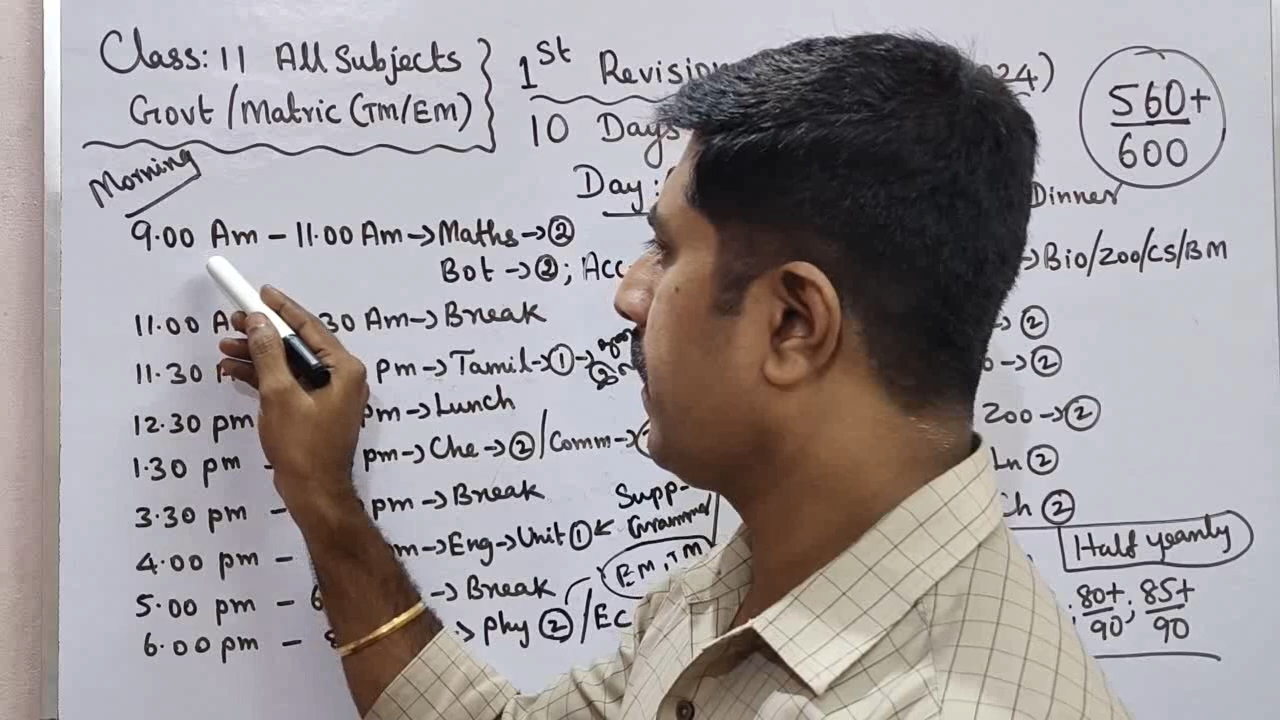 Class: 11 All Subjects
Govt/Matric (TM/EM)
1st Revision 24)
10 Days
560+
600
Morning
Day:
Dinner
9.00 Am - 11.00 Am → Maths → ②
→ Bio/Zoo/CS/BM
Bot → ②; Acc
11.00 A 30 Am → Break
→ ②
11.30 pm → Tamil → ① →
②
→ ②
12.30 pm pm → Lunch
Zoo → ②
1.30 pm - pm → Che → ②/Comm →
Ln ②
3.30 pm - pm → Break
Supp-
Grammar
Ch ②
4.00 pm - m → Eng → Unit ①
EM, TM
Half yearly
5.00 pm - 6 → Break
80+
90
; 85+
90
6.00 pm - 8 → Phy ②/Ec